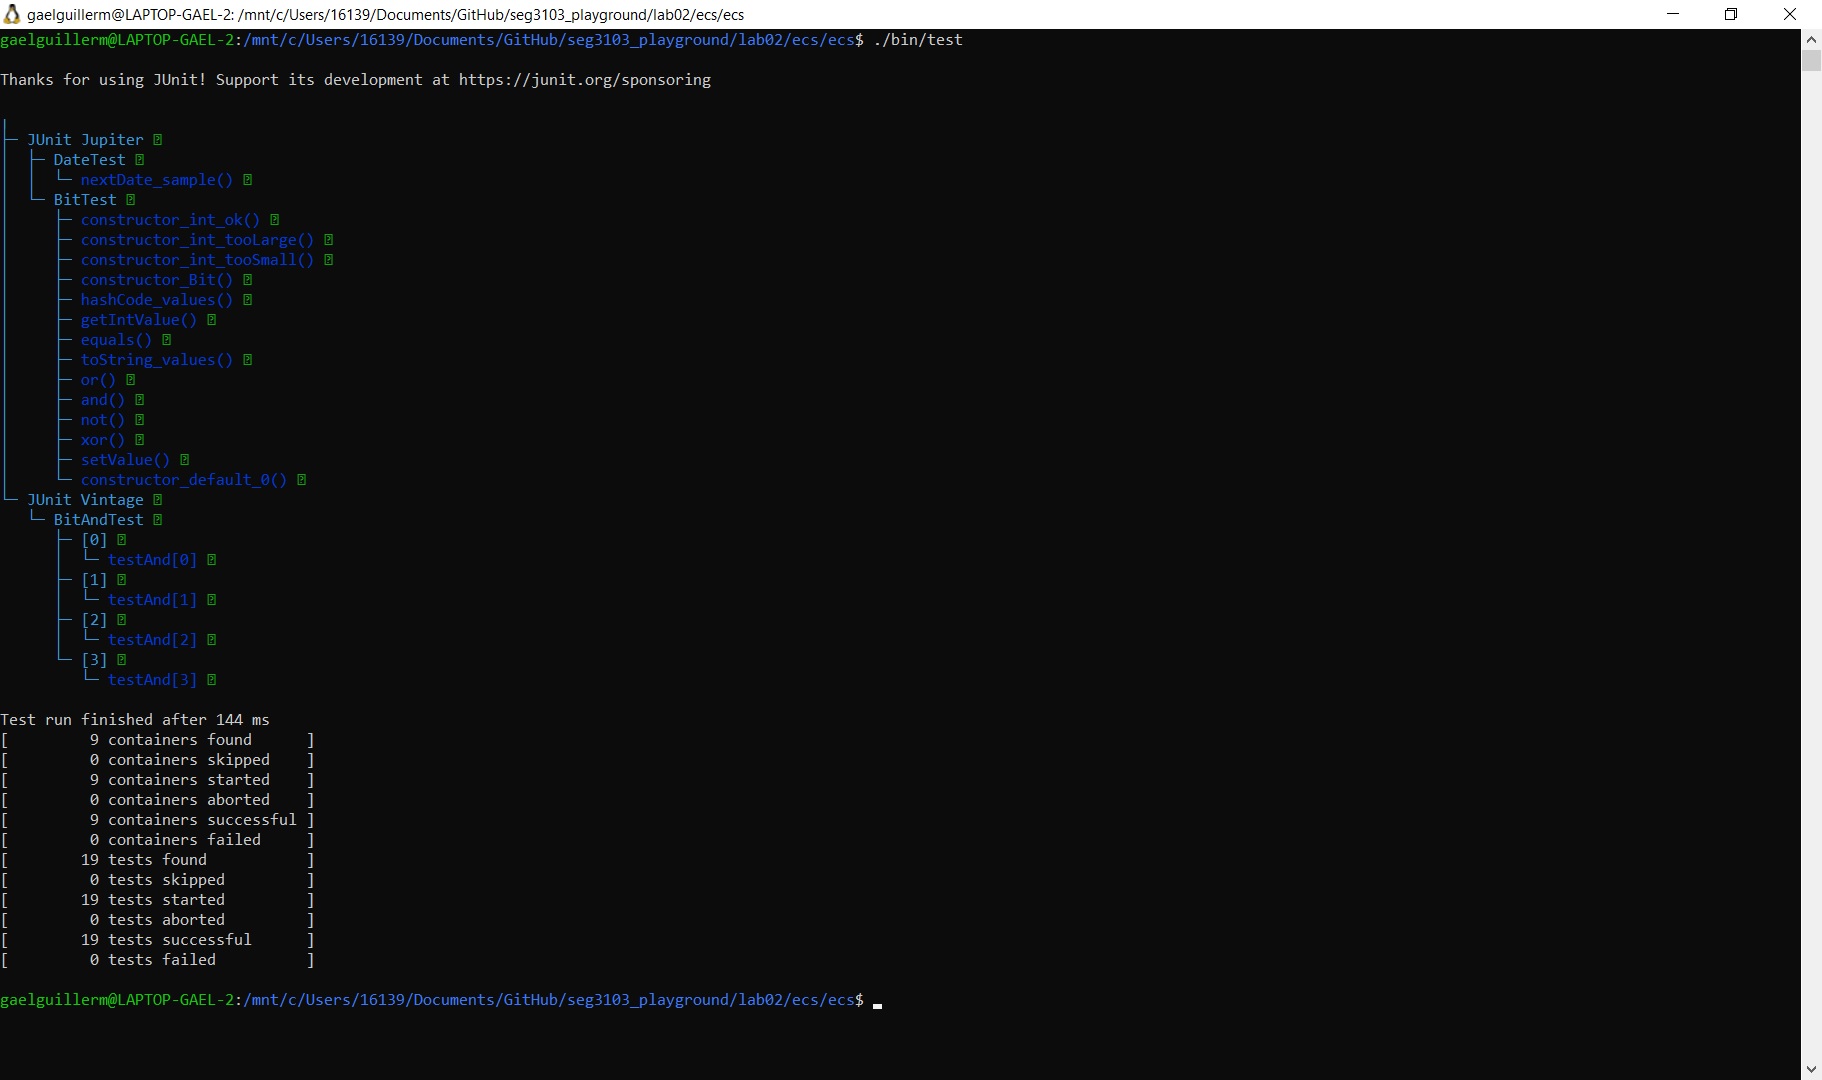 gaelguillerm@LAPTOP-GAEL-2: /mnt/c/Users/16139/Documents/GitHub/seg3103_playground/lab02/ecs/ecs
gaelguillerm@LAPTOP-GAEL-2:/mnt/c/Users/16139/Documents/GitHub/seg3103_playground/lab02/ecs/ecs$ ./bin/test
Thanks for using JUnit! Support its development at https://junit.org/sponsoring
╷
├─ JUnit Jupiter ⍰
│  ├─ DateTest ⍰
│  │  └─ nextDate_sample() ⍰
│  └─ BitTest ⍰
│     ├─ constructor_int_ok() ⍰
│     ├─ constructor_int_tooLarge() ⍰
│     ├─ constructor_int_tooSmall() ⍰
│     ├─ constructor_Bit() ⍰
│     ├─ hashCode_values() ⍰
│     ├─ getIntValue() ⍰
│     ├─ equals() ⍰
│     ├─ toString_values() ⍰
│     ├─ or() ⍰
│     ├─ and() ⍰
│     ├─ not() ⍰
│     ├─ xor() ⍰
│     ├─ setValue() ⍰
│     └─ constructor_default_0() ⍰
└─ JUnit Vintage ⍰
   └─ BitAndTest ⍰
      ├─ [0] ⍰
      │  └─ testAnd[0] ⍰
      ├─ [1] ⍰
      │  └─ testAnd[1] ⍰
      ├─ [2] ⍰
      │  └─ testAnd[2] ⍰
      └─ [3] ⍰
         └─ testAnd[3] ⍰
Test run finished after 144 ms
[         9 containers found      ]
[         0 containers skipped    ]
[         9 containers started    ]
[         0 containers aborted    ]
[         9 containers successful ]
[         0 containers failed     ]
[        19 tests found           ]
[         0 tests skipped         ]
[        19 tests started         ]
[         0 tests aborted         ]
[        19 tests successful      ]
[         0 tests failed          ]
gaelguillerm@LAPTOP-GAEL-2:/mnt/c/Users/16139/Documents/GitHub/seg3103_playground/lab02/ecs/ecs$